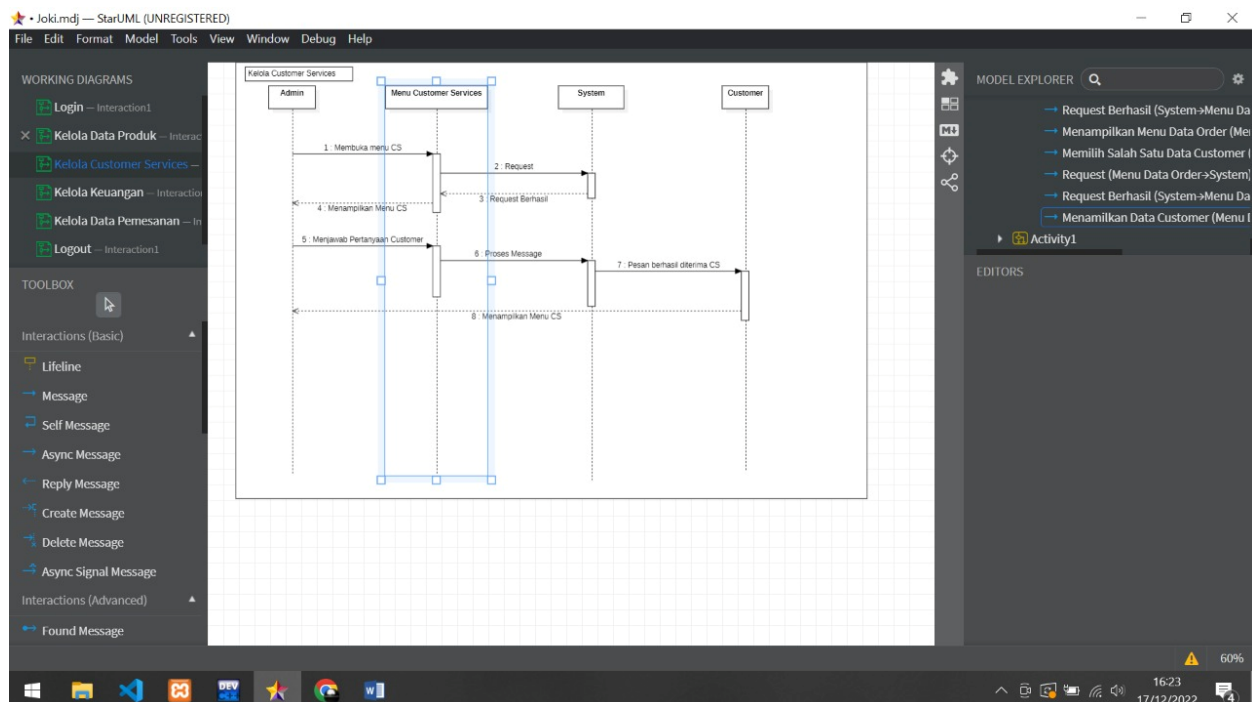 • Joki.mdj — StarUML (UNREGISTERED)
File Edit Format Model Tools View Window Debug Help
WORKING DIAGRAMS
Login — Interaction1
Kelola Data Produk — Interac
Kelola Customer Services —
Kelola Keuangan — Interactio
Kelola Data Pemesanan — In
Logout — Interaction1
TOOLBOX
Interactions (Basic)
Lifeline
Message
Self Message
Async Message
Reply Message
Create Message
Delete Message
Async Signal Message
Interactions (Advanced)
Found Message
Kelola Customer Services
Admin
Menu Customer Services
System
Customer
1 : Membuka menu CS
2 : Request
3 : Request Berhasil
4 : Menampilkan Menu CS
5 : Menjawab Pertanyaan Customer
6 : Proses Message
7 : Pesan berhasil diterima CS
8 : Menampilkan Menu CS
M
MODEL EXPLORER
Request Berhasil (System→Menu Da
Menampilkan Menu Data Order (Me
Memilih Salah Satu Data Customer (
Request (Menu Data Order→System)
Request Berhasil (System→Menu Da
Menamilkan Data Customer (Menu D
Activity1
EDITORS
60%
DEV
W
16:23
17/12/2022
4